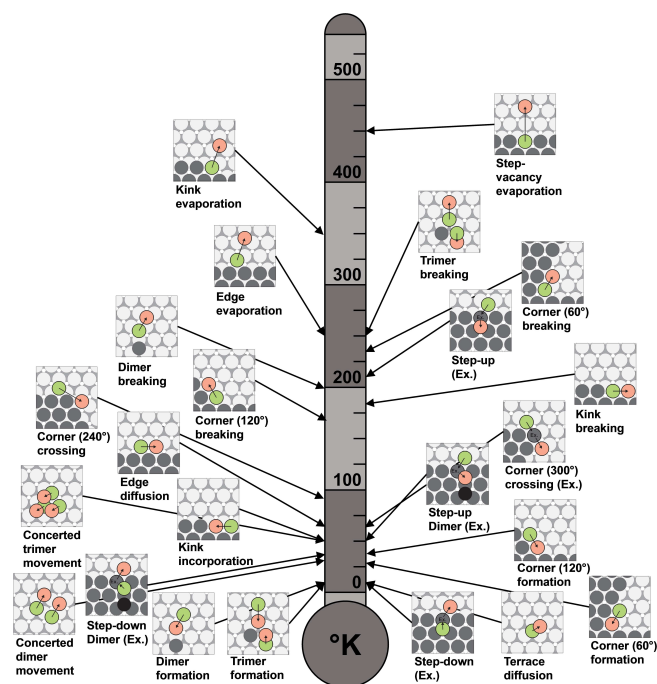 500
400
300
200
100
0
°K
Kink
evaporation
Step-
vacancy
evaporation
Trimer
breaking
Edge
evaporation
Corner (60°)
breaking
Step-up
(Ex.)
Dimer
breaking
Kink
breaking
Corner (120°)
breaking
Corner (240°)
crossing
Corner (300°)
crossing (Ex.)
Edge
diffusion
Step-up
Dimer (Ex.)
Concerted
trimer
movement
Kink
incorporation
Corner (120°)
formation
Step-down
Dimer (Ex.)
Corner (60°)
formation
Concerted
dimer
movement
Dimer
formation
Trimer
formation
Step-down
(Ex.)
Terrace
diffusion